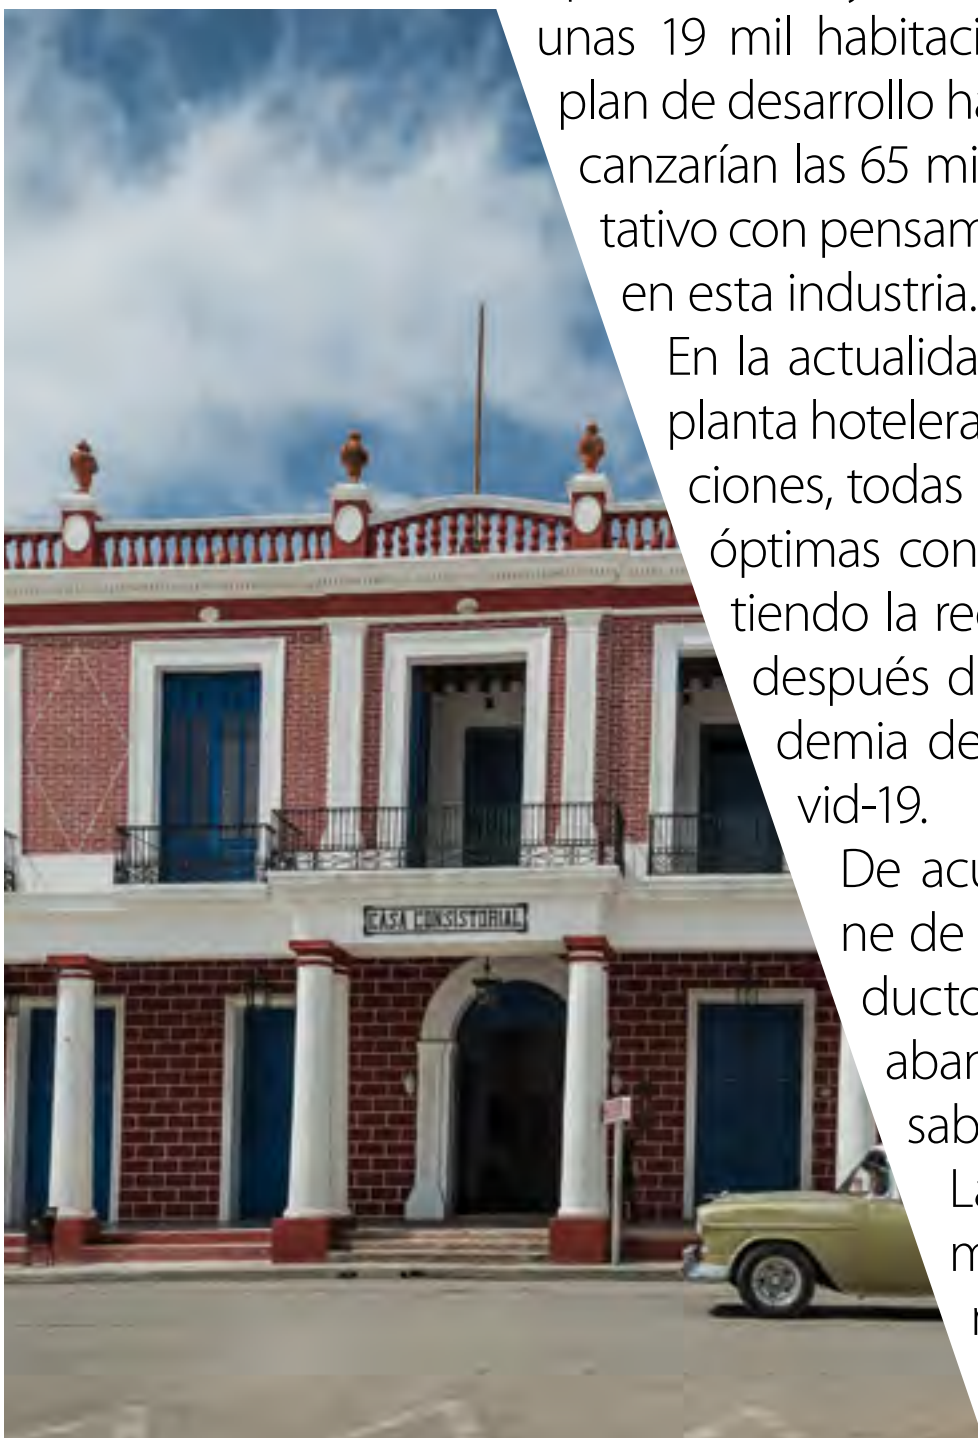 unas 19 mil habitaci
plan de desarrollo ha
canzarían las 65 mi
tativo con pensam
en esta industria.
En la actualida
planta hotelera
ciones, todas
óptimas con
tiendo la re
después d
demia de
vid-19.
De acu
ne de
ducto
abar
sab
La
m
CASA CONSISTORIAL